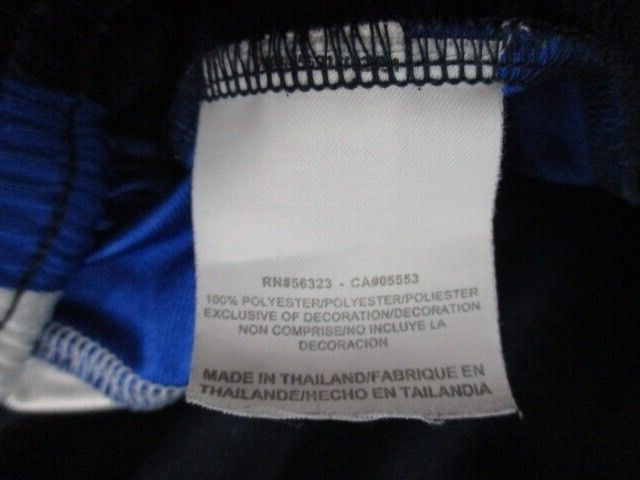 RN#56323 - CA#05553
100% POLYESTER/POLYESTER/POLIESTER
EXCLUSIVE OF DECORATION/DECORATION
NON COMPRISE/NO INCLUYE LA
DECORACION
MADE IN THAILAND/FABRIQUE EN
THAILANDE/HECHO EN TAILANDIA